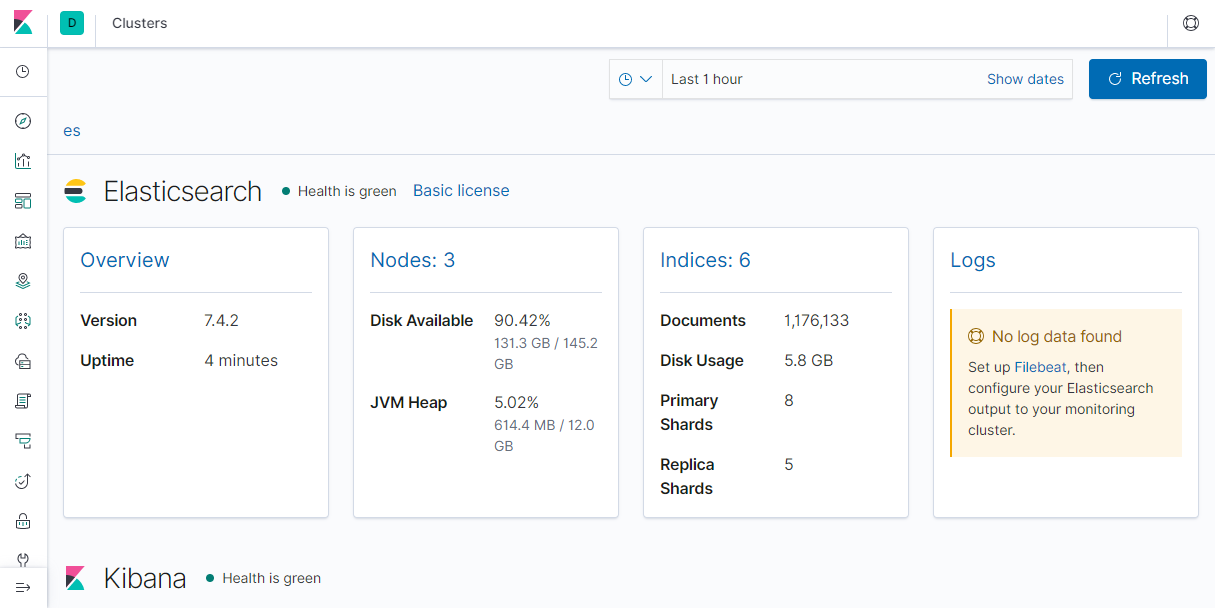 D
Clusters
Last 1 hour
Show dates
Refresh
es
Elasticsearch
Health is green
Basic license
Overview
Version 7.4.2
Uptime 4 minutes
Nodes: 3
Disk Available 90.42%
131.3 GB / 145.2
GB
JVM Heap 5.02%
614.4 MB / 12.0
GB
Indices: 6
Documents 1,176,133
Disk Usage 5.8 GB
Primary 8
Shards
Replica 5
Shards
Logs
No log data found
Set up Filebeat, then
configure your Elasticsearch
output to your monitoring
cluster.
Kibana
Health is green